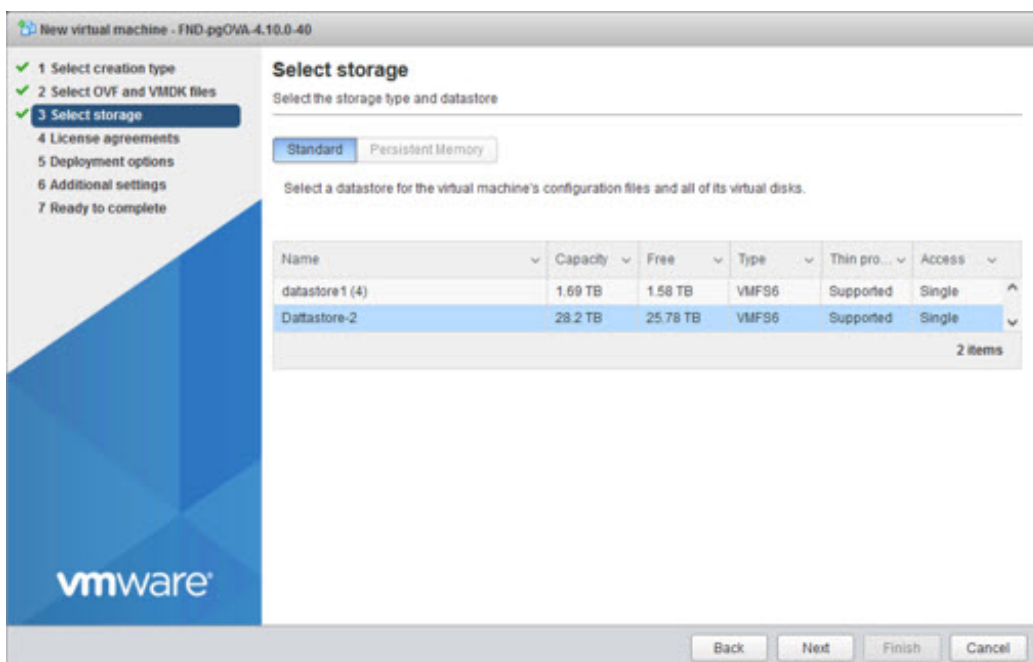 New virtual machine - FND-pgOVA-4.10.0-40
1 Select creation type
2 Select OVF and VMDK files
3 Select storage
4 License agreements
5 Deployment options
6 Additional settings
7 Ready to complete
vmware®
Select storage
Select the storage type and datastore
Standard Persistent Memory
Select a datastore for the virtual machine's configuration files and all of its virtual disks.
Name Capacity Free Type Thin pro... Access
datastore1 (4) 1.69 TB 1.58 TB VMFS6 Supported Single
Dattastore-2 28.2 TB 25.78 TB VMFS6 Supported Single
2 items
Back Next Finish Cancel